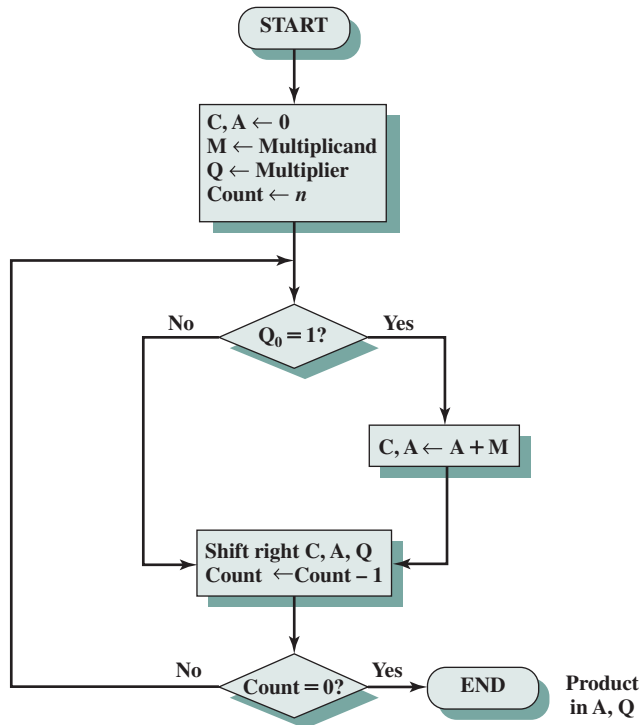 START
C, A ← 0
M ← Multiplicand
Q ← Multiplier
Count ← n
No
Yes
Q₀ = 1?
C, A ← A + M
Shift right C, A, Q
Count ← Count – 1
No
Yes
Count = 0?
END
Product
in A, Q